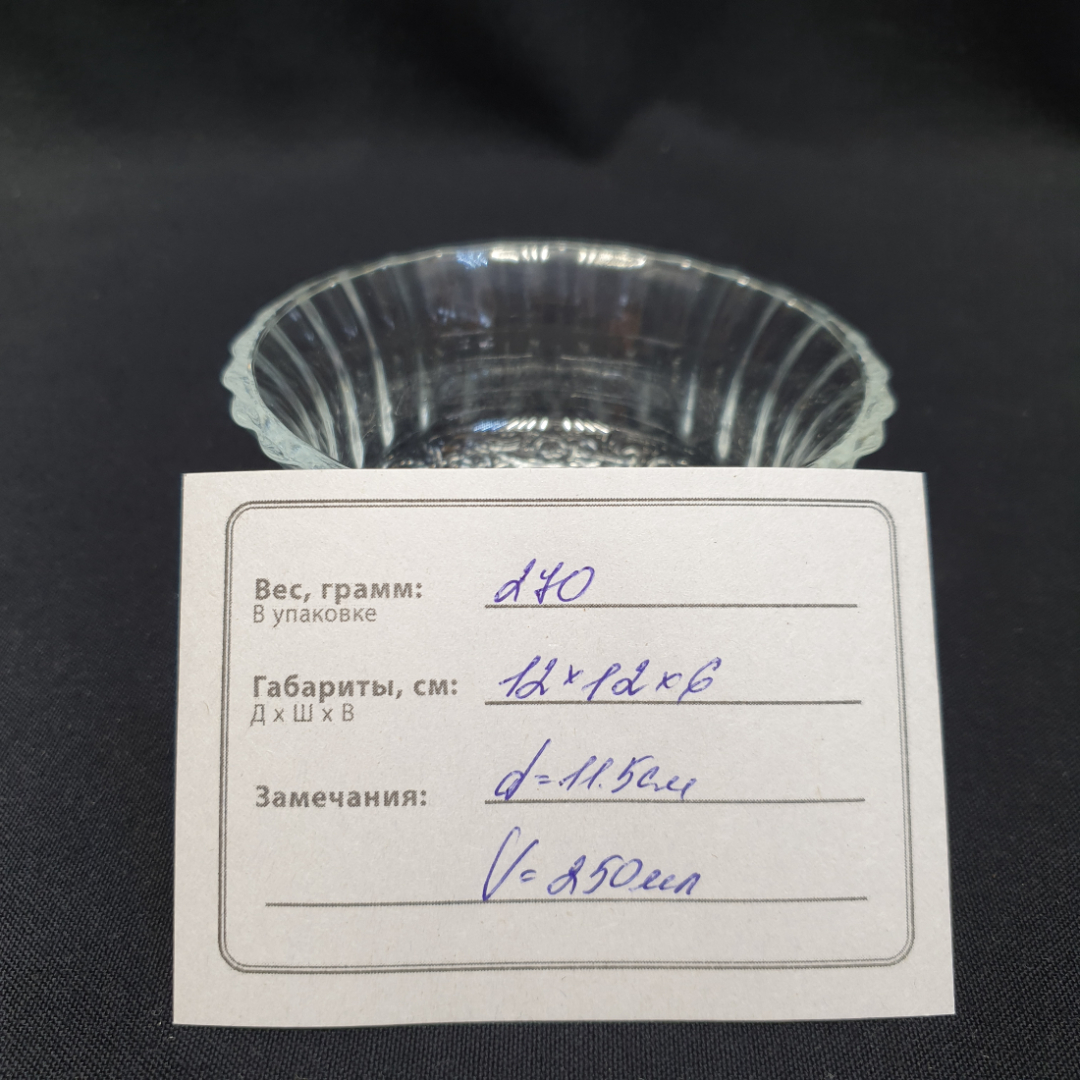 Вес, грамм: 270
В упаковке
Габариты, см: 12×12×6
Д х Ш х В
Замечания: d=11.5см
V=250мл